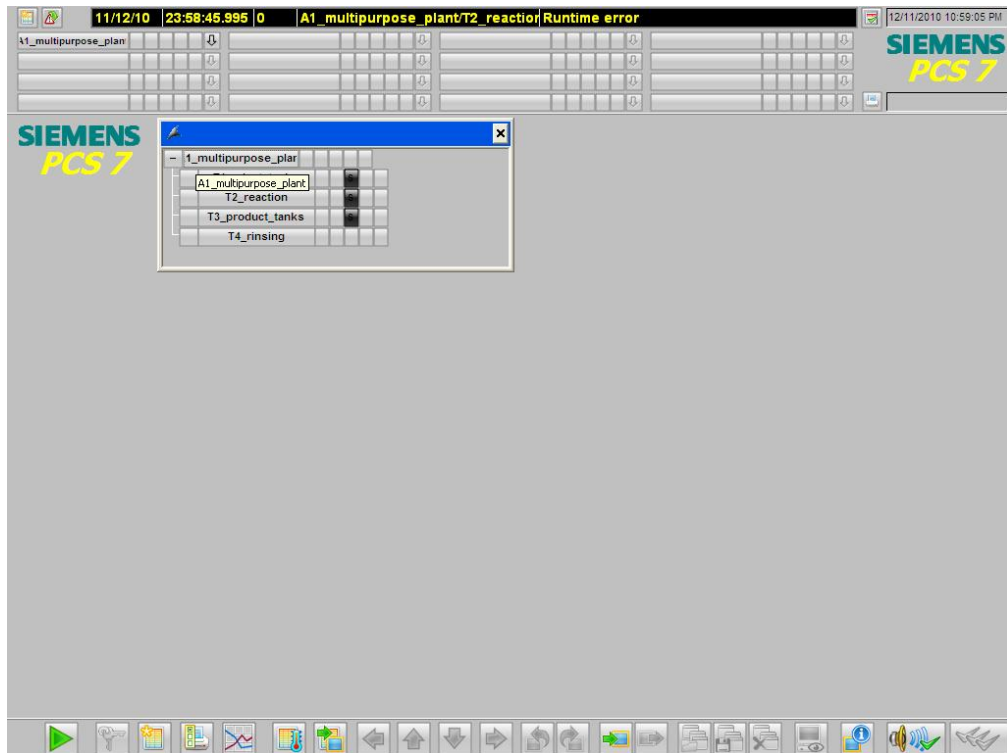 11/12/10 23:58:45.995 0 A1_multipurpose_plant/T2_reactior Runtime error
12/11/2010 10:59:05 PM
A1_multipurpose_plan
SIEMENS
PCS 7
SIEMENS
PCS 7
1_multipurpose_plar
A1_multipurpose_plant
T2_reaction
T3_product_tanks
T4_rinsing